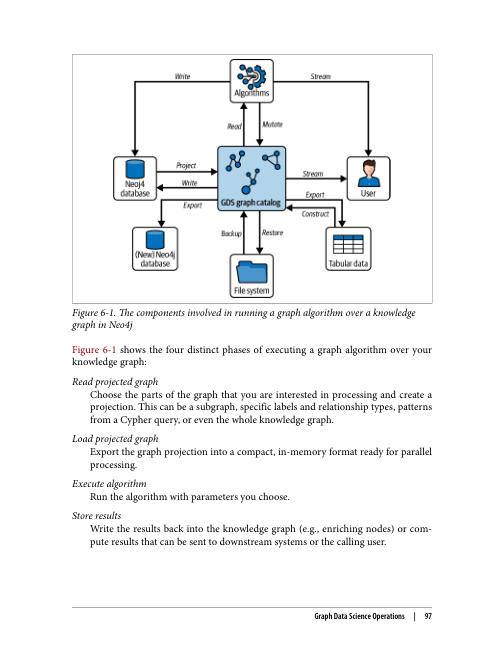 Write
Stream
Algorithms
Read
Mutate
Project
Write
Stream
Neo4j
database
GDS graph catalog
User
Export
Export
Construct
Backup
Restore
(New) Neo4j
database
Tabular data
File system
Figure 6-1. The components involved in running a graph algorithm over a knowledge
graph in Neo4j
Figure 6-1 shows the four distinct phases of executing a graph algorithm over your
knowledge graph:
Read projected graph
Choose the parts of the graph that you are interested in processing and create a
projection. This can be a subgraph, specific labels and relationship types, patterns
from a Cypher query, or even the whole knowledge graph.
Load projected graph
Export the graph projection into a compact, in-memory format ready for parallel
processing.
Execute algorithm
Run the algorithm with parameters you choose.
Store results
Write the results back into the knowledge graph (e.g., enriching nodes) or com-
pute results that can be sent to downstream systems or the calling user.
Graph Data Science Operations | 97